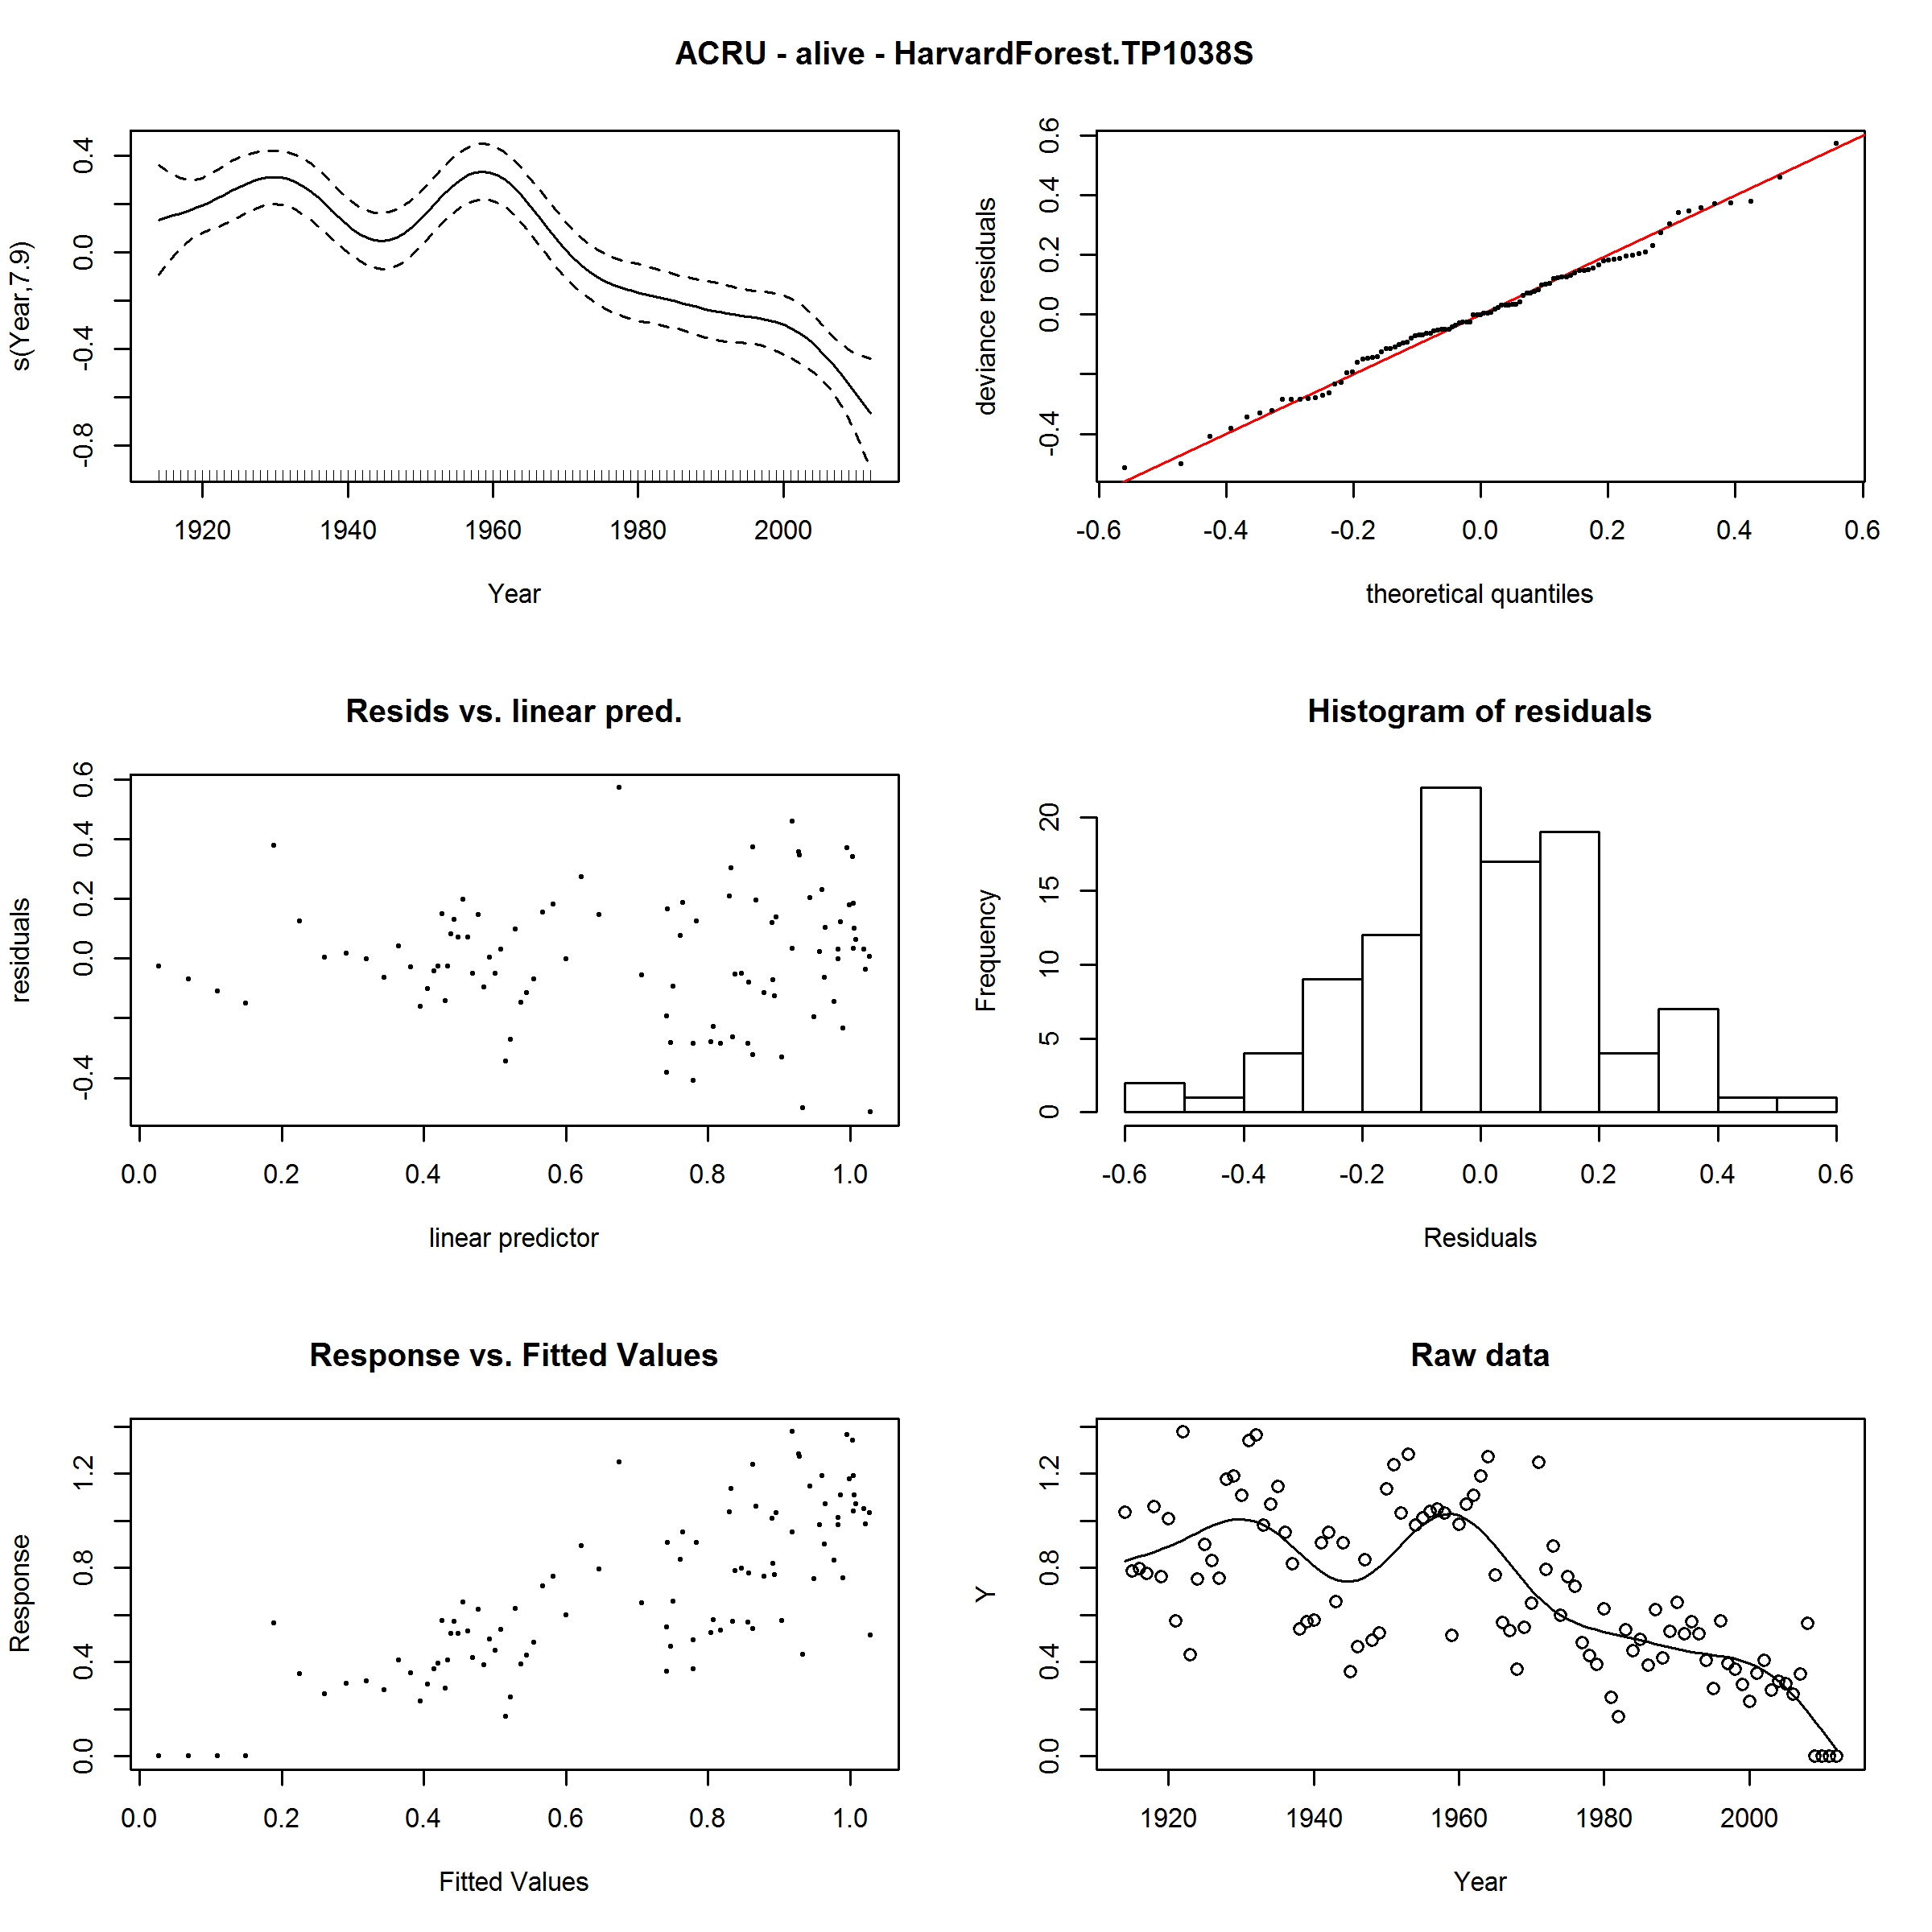 ACRU - alive - HarvardForest.TP1038S
s(Year,7.9)
0.4
0.0
-0.4
-0.8
1920 1940 1960 1980 2000
Year
deviance residuals
0.6
0.4
0.2
0.0
-0.4
-0.6 -0.4 -0.2 0.0 0.2 0.4 0.6
theoretical quantiles
Resids vs. linear pred.
residuals
0.6
0.4
0.2
0.0
-0.4
0.0 0.2 0.4 0.6 0.8 1.0
linear predictor
Histogram of residuals
Frequency
20
15
10
5
0
-0.6 -0.4 -0.2 0.0 0.2 0.4 0.6
Residuals
Response vs. Fitted Values
Response
1.2
0.8
0.4
0.0
0.0 0.2 0.4 0.6 0.8 1.0
Fitted Values
Raw data
Y
1.2
0.8
0.4
0.0
1920 1940 1960 1980 2000
Year